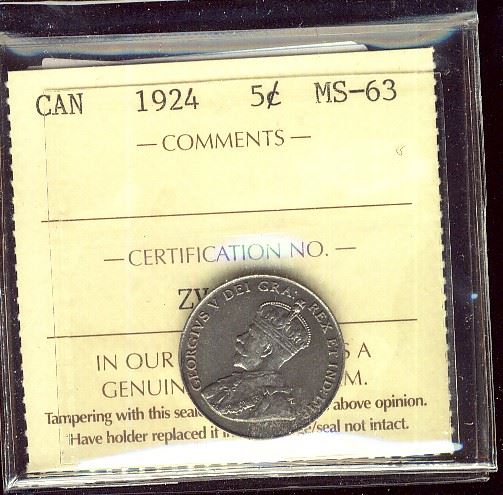 CAN 1924 5¢ MS-63
— COMMENTS —
— CERTIFICATION NO. —
ZV
GEORGIVS V DEI GRA: REX ET IND:IMP:
IN OUR S A
GENUIN M.
Tampering with this seal above opinion.
Have holder replaced if /seal not intact.